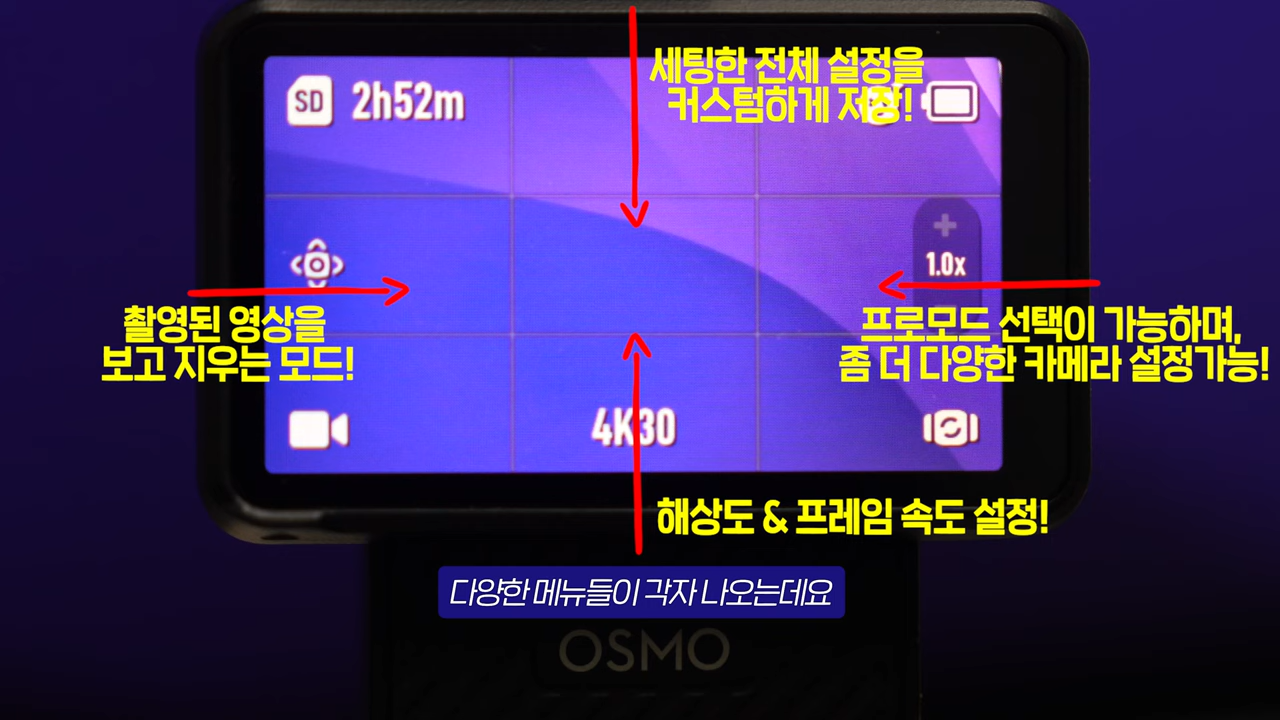 세팅한 전체 설정을
커스텀하게 저장!
SD 2h52m
1.0x
촬영된 영상을
보고 지우는 모드!
프로모드 선택이 가능하며,
좀 더 다양한 카메라 설정가능!
4K30
해상도 & 프레임 속도 설정!
다양한 메뉴들이 각자 나오는데요
OSMO